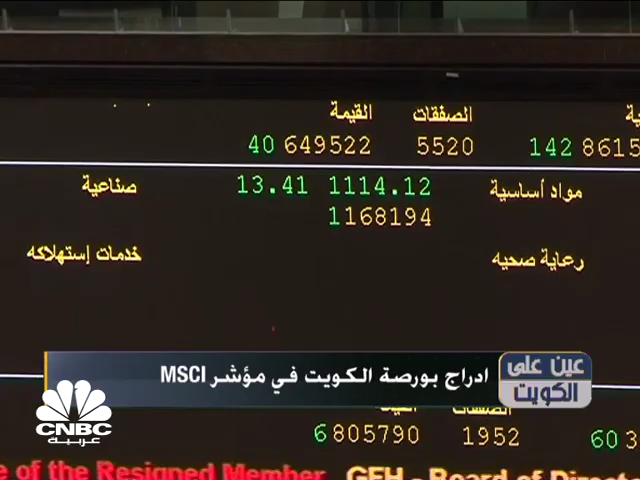 القيمة الصفقات
40 649522 5520 142 8615
صناعية 13.41 1114.12 مواد أساسية
1168194
خدمات إستهلاكه رعاية صحيه
ادراج بورصة الكويت في مؤشر MSCI
عين على
الكويت
CNBC
عربية
6 805790 1952 60 3
e of the Resigned Member GFH - Board of Direct